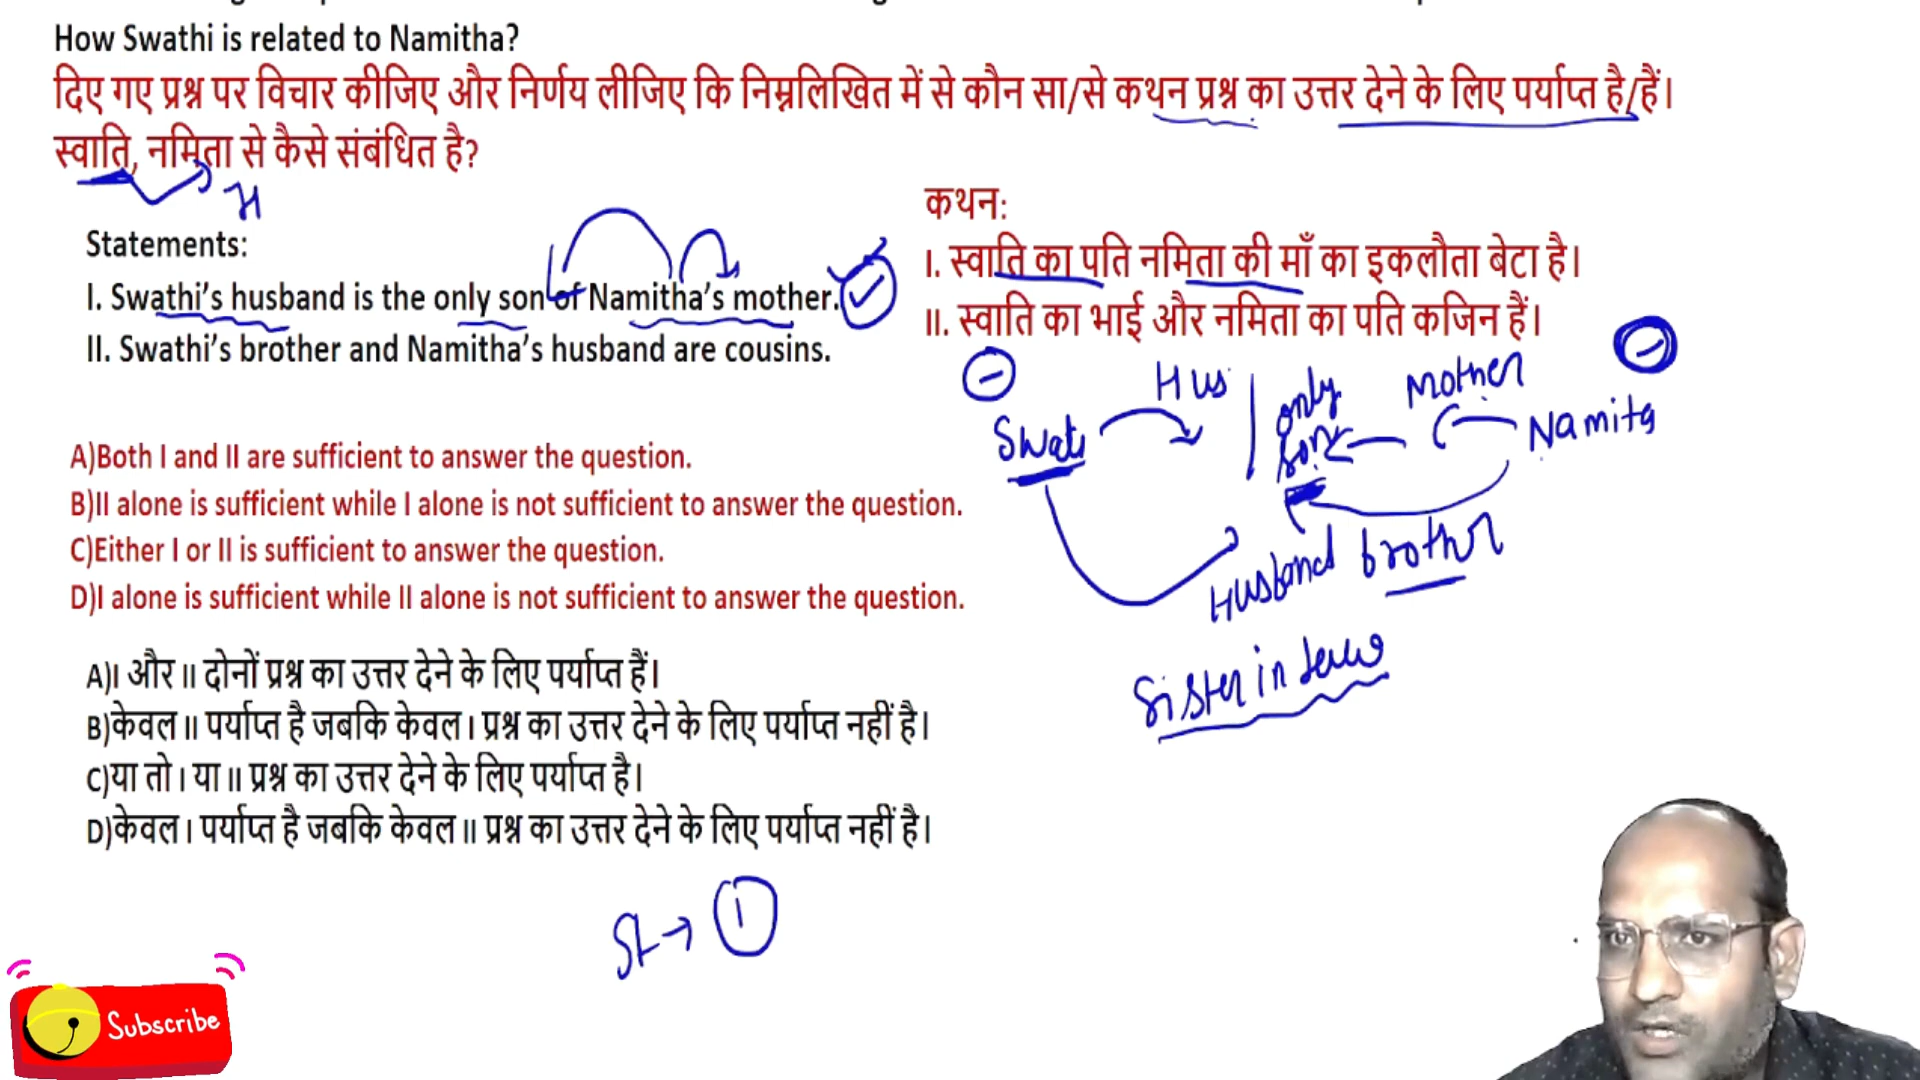 How Swathi is related to Namitha?
दिए गए प्रश्न पर विचार कीजिए और निर्णय लीजिए कि निम्नलिखित में से कौन सा/से कथन प्रश्न का उत्तर देने के लिए पर्याप्त है/हैं।
स्वाति, नमिता से कैसे संबंधित है?
Statements:
I. Swathi's husband is the only son of Namitha's mother.
II. Swathi's brother and Namitha's husband are cousins.
कथन:
I. स्वाति का पति नमिता की माँ का इकलौता बेटा है।
II. स्वाति का भाई और नमिता का पति कजिन हैं।
Swati Hus only son Mother Namita
Husband brother
Sister in law
A)Both I and II are sufficient to answer the question.
B)II alone is sufficient while I alone is not sufficient to answer the question.
C)Either I or II is sufficient to answer the question.
D)I alone is sufficient while II alone is not sufficient to answer the question.
A)I और II दोनों प्रश्न का उत्तर देने के लिए पर्याप्त हैं।
B)केवल II पर्याप्त है जबकि केवल I प्रश्न का उत्तर देने के लिए पर्याप्त नहीं है।
C)या तो I या II प्रश्न का उत्तर देने के लिए पर्याप्त है।
D)केवल I पर्याप्त है जबकि केवल II प्रश्न का उत्तर देने के लिए पर्याप्त नहीं है।
St → 1
Subscribe